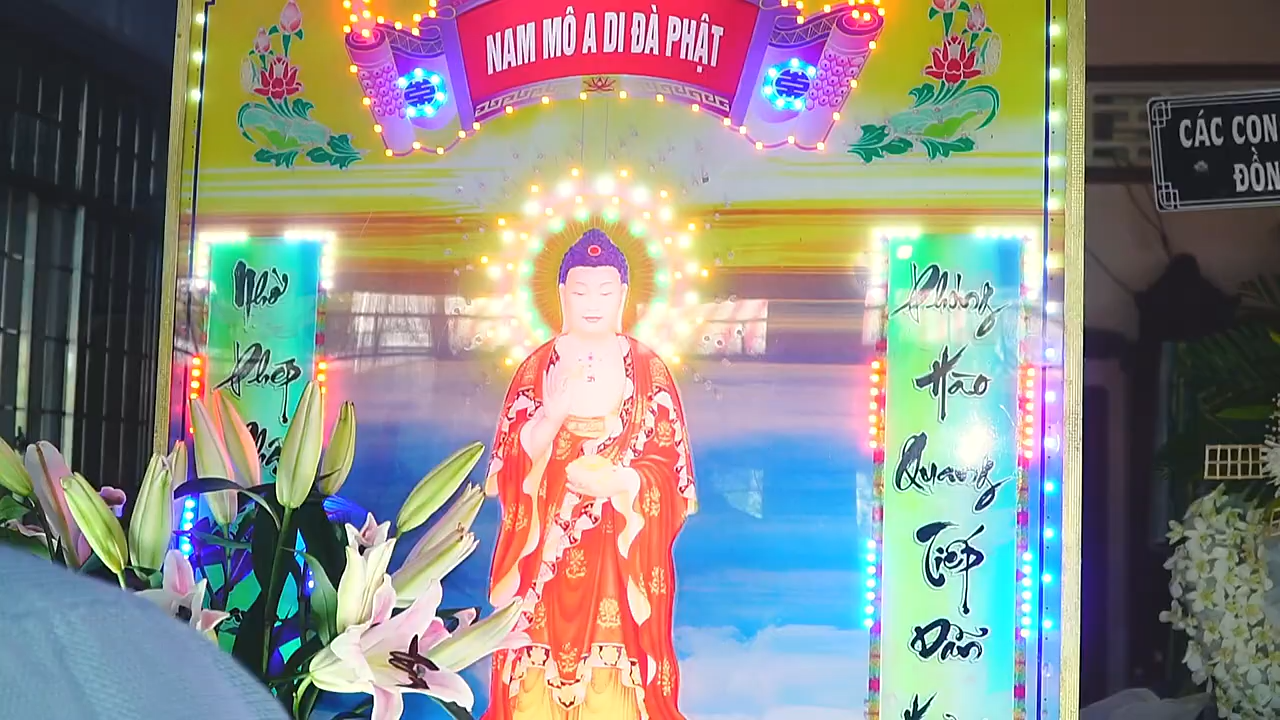 NAM MÔ A DI ĐÀ PHẬT
CÁC CON
ĐỒN
Nhờ
Phép
Phóng
Hào
Quang
Tiếp
Dẫn